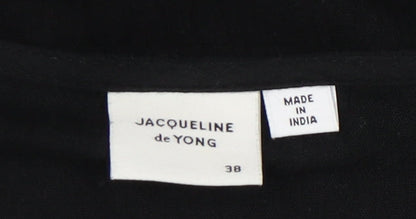 JACQUELINE
de YONG
38
MADE
IN
INDIA